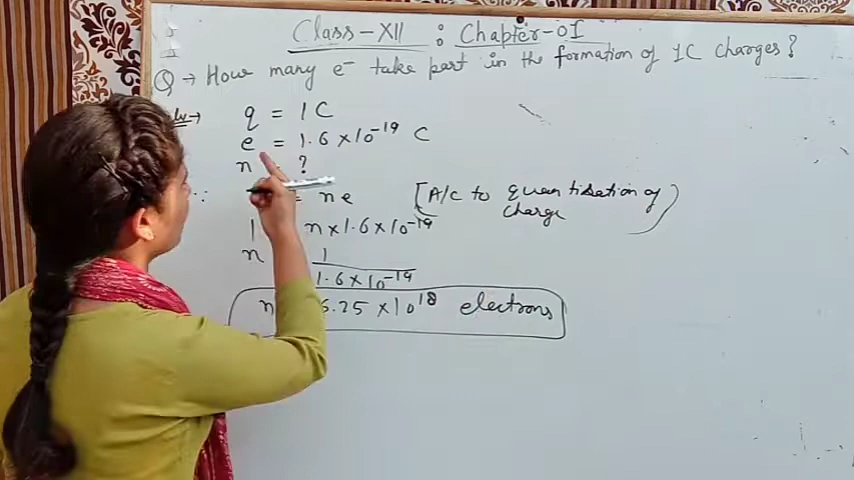 Class-XII : Chapter-01
Q → How many e⁻ take part in the formation of 1C charges?
q = 1C
e = 1.6 × 10⁻¹⁹ C
n = ?
∵ = ne [A/C to quantisation of charge]
1 n × 1.6 × 10⁻¹⁹
n 1
1.6 × 10⁻¹⁹
n 6.25 × 10¹⁸ electrons